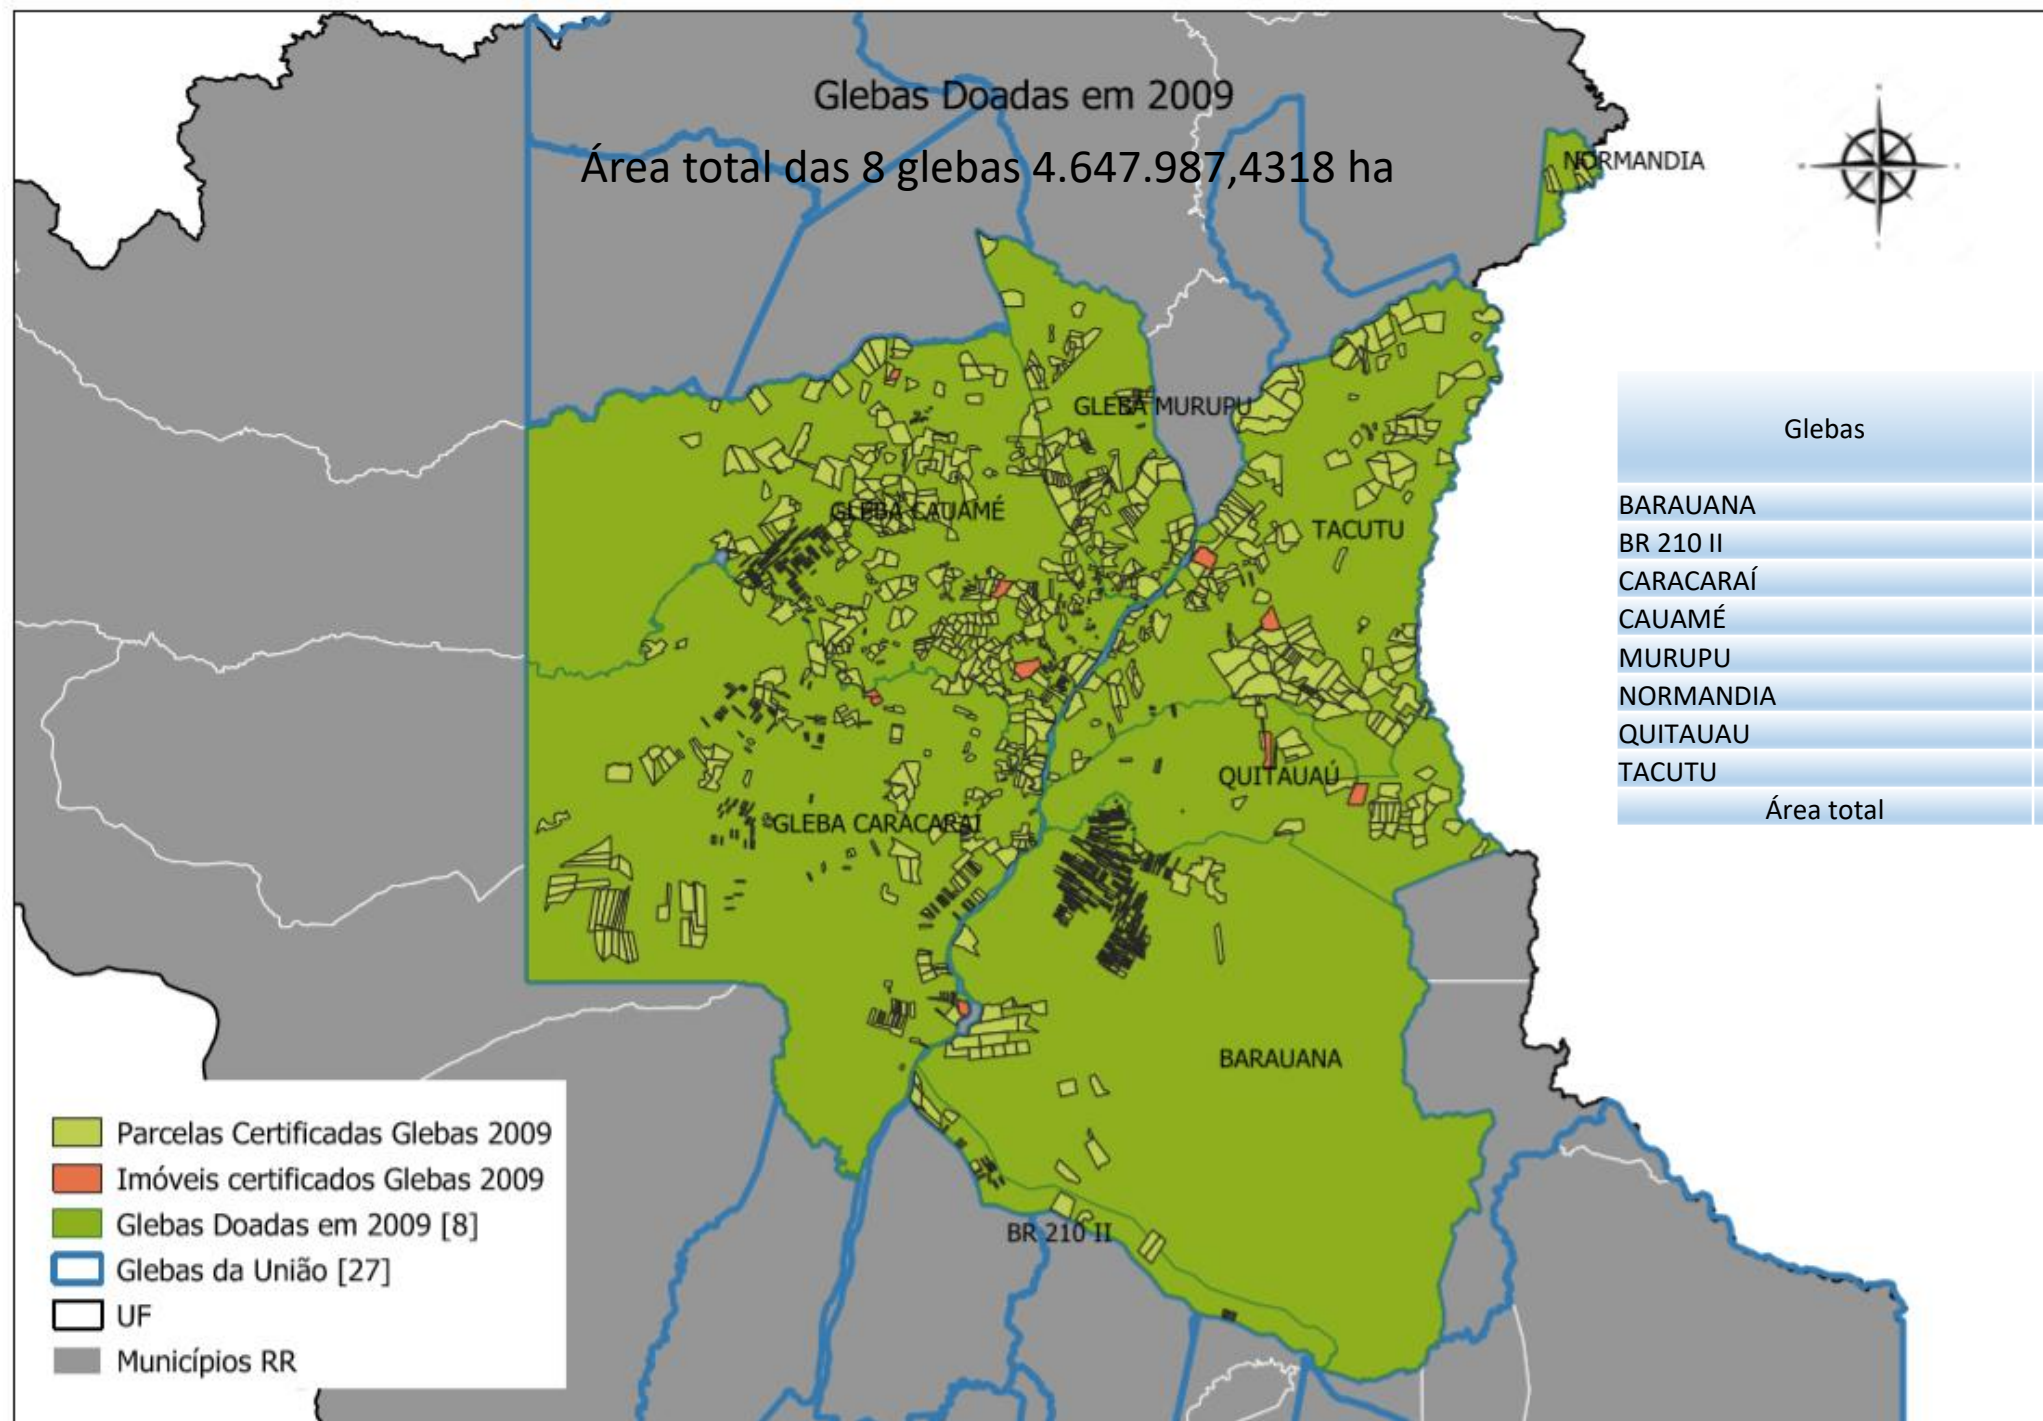 Glebas Doadas em 2009
Área total das 8 glebas 4.647.987,4318 ha
NORMANDIA
GLEBA MURUPU
GLEBA CAUAMÉ
TACUTU
QUITAUAÚ
GLEBA CARACARAÍ
BARAUANA
BR 210 II
Glebas
BARAUANA
BR 210 II
CARACARAÍ
CAUAMÉ
MURUPU
NORMANDIA
QUITAUAU
TACUTU
Área total
Parcelas Certificadas Glebas 2009
Imóveis certificados Glebas 2009
Glebas Doadas em 2009 [8]
Glebas da União [27]
UF
Municípios RR